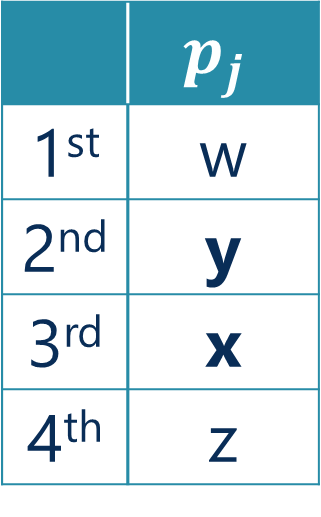 pⱼ
1st w
2nd y
3rd x
4th z